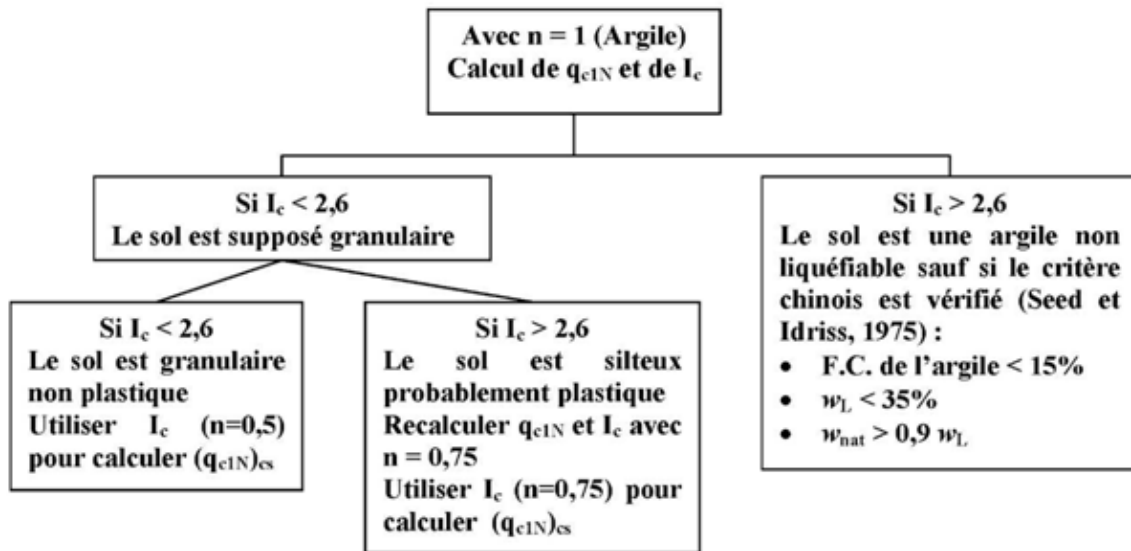 Avec n = 1 (Argile)
Calcul de qc1N et de Ic
Si Ic < 2,6
Le sol est supposé granulaire
Si Ic > 2,6
Le sol est une argile non
liquéfiable sauf si le critère
chinois est vérifié (Seed et
Idriss, 1975) :
• F.C. de l'argile < 15%
• wL < 35%
• wnat > 0,9 wL
Si Ic < 2,6
Le sol est granulaire
non plastique
Utiliser Ic (n=0,5)
pour calculer (qc1N)cs
Si Ic > 2,6
Le sol est silteux
probablement plastique
Recalculer qc1N et Ic avec
n = 0,75
Utiliser Ic (n=0,75) pour
calculer (qc1N)cs